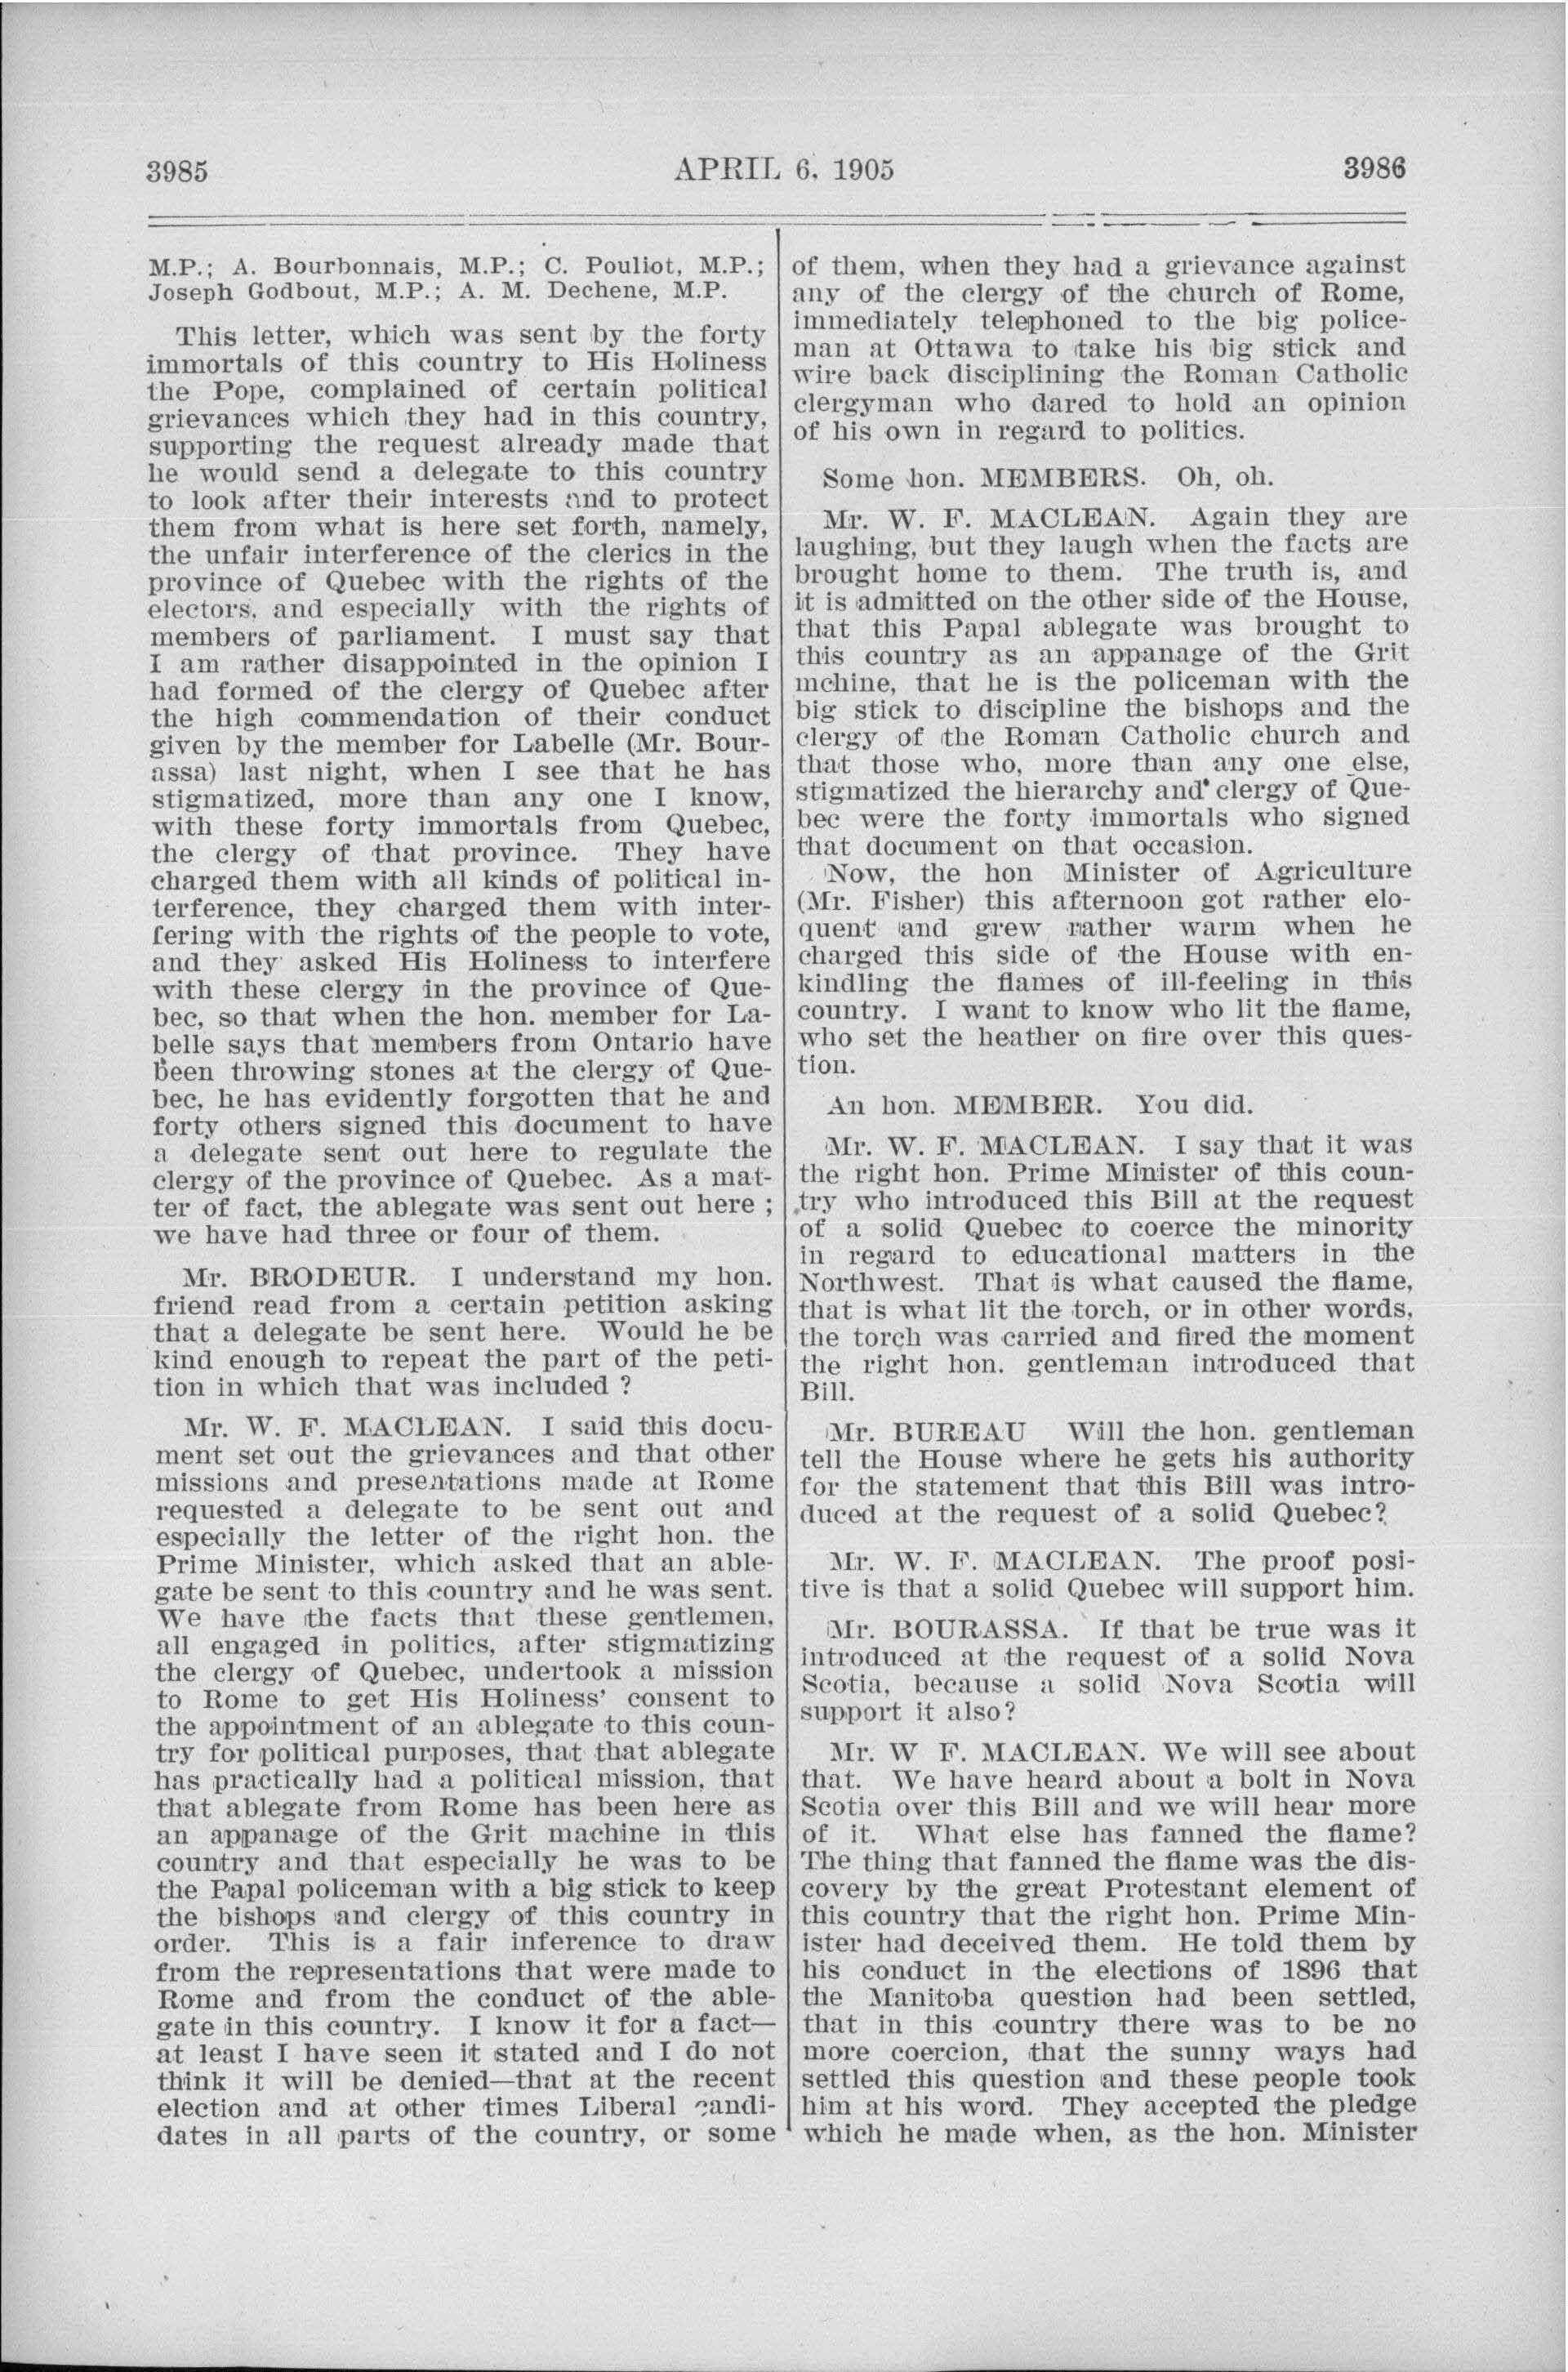 3985
APRIL 6, 1905
3986
M.P.; A. Bourbonnais, M.P.; C. Pouliot, M.P.;
Joseph Godbout, M.P.; A. M. Dechene, M.P.
This letter, which was sent by the forty
immortals of this country to His Holiness
the Pope, complained of certain political
grievances which they had in this country,
supporting the request already made that
he would send a delegate to this country
to look after their interests and to protect
them from what is here set forth, namely,
the unfair interference of the clerics in the
province of Quebec with the rights of the
electors, and especially with the rights of
members of parliament. I must say that
I am rather disappointed in the opinion I
had formed of the clergy of Quebec after
the high commendation of their conduct
given by the member for Labelle (Mr. Bour-
assa) last night, when I see that he has
stigmatized, more than any one I know,
with these forty immortals from Quebec,
the clergy of that province. They have
charged them with all kinds of political in-
terference, they charged them with inter-
fering with the rights of the people to vote,
and they asked His Holiness to interfere
with these clergy in the province of Que-
bec, so that when the hon. member for La-
belle says that members from Ontario have
been throwing stones at the clergy of Que-
bec, he has evidently forgotten that he and
forty others signed this document to have
a delegate sent out here to regulate the
clergy of the province of Quebec. As a mat-
ter of fact, the ablegate was sent out here ;
we have had three or four of them.
Mr. BRODEUR. I understand my hon.
friend read from a certain petition asking
that a delegate be sent here. Would he be
kind enough to repeat the part of the peti-
tion in which that was included ?
Mr. W. F. MACLEAN. I said this docu-
ment set out the grievances and that other
missions and presentations made at Rome
requested a delegate to be sent out and
especially the letter of the right hon. the
Prime Minister, which asked that an able-
gate be sent to this country and he was sent.
We have the facts that these gentlemen,
all engaged in politics, after stigmatizing
the clergy of Quebec, undertook a mission
to Rome to get His Holiness' consent to
the appointment of an ablegate to this coun-
try for political purposes, that that ablegate
has practically had a political mission, that
that ablegate from Rome has been here as
an appanage of the Grit machine in this
country and that especially he was to be
the Papal policeman with a big stick to keep
the bishops and clergy of this country in
order. This is a fair inference to draw
from the representations that were made to
Rome and from the conduct of the able-
gate in this country. I know it for a fact—
at least I have seen it stated and I do not
think it will be denied—that at the recent
election and at other times Liberal candi-
dates in all parts of the country, or some
of them, when they had a grievance against
any of the clergy of the church of Rome,
immediately telephoned to the big police-
man at Ottawa to take his big stick and
wire back disciplining the Roman Catholic
clergyman who dared to hold an opinion
of his own in regard to politics.
Some hon. MEMBERS. Oh, oh.
Mr. W. F. MACLEAN. Again they are
laughing, but they laugh when the facts are
brought home to them. The truth is, and
it is admitted on the other side of the House,
that this Papal ablegate was brought to
this country as an appanage of the Grit
mchine, that he is the policeman with the
big stick to discipline the bishops and the
clergy of the Roman Catholic church and
that those who, more than any one else,
stigmatized the hierarchy and clergy of Que-
bec were the forty immortals who signed
that document on that occasion.
Now, the hon Minister of Agriculture
(Mr. Fisher) this afternoon got rather elo-
quent and grew rather warm when he
charged this side of the House with en-
kindling the flames of ill-feeling in this
country. I want to know who lit the flame,
who set the heather on fire over this ques-
tion.
An hon. MEMBER. You did.
Mr. W. F. MACLEAN. I say that it was
the right hon. Prime Minister of this coun-
try who introduced this Bill at the request
of a solid Quebec to coerce the minority
in regard to educational matters in the
Northwest. That is what caused the flame,
that is what lit the torch, or in other words,
the torch was carried and fired the moment
the right hon. gentleman introduced that
Bill.
Mr. BUREAU Will the hon. gentleman
tell the House where he gets his authority
for the statement that this Bill was intro-
duced at the request of a solid Quebec?
Mr. W. F. MACLEAN. The proof posi-
tive is that a solid Quebec will support him.
Mr. BOURASSA. If that be true was it
introduced at the request of a solid Nova
Scotia, because a solid Nova Scotia will
support it also?
Mr. W F. MACLEAN. We will see about
that. We have heard about a bolt in Nova
Scotia over this Bill and we will hear more
of it. What else has fanned the flame?
The thing that fanned the flame was the dis-
covery by the great Protestant element of
this country that the right hon. Prime Min-
ister had deceived them. He told them by
his conduct in the elections of 1896 that
the Manitoba question had been settled,
that in this country there was to be no
more coercion, that the sunny ways had
settled this question and these people took
him at his word. They accepted the pledge
which he made when, as the hon. Minister